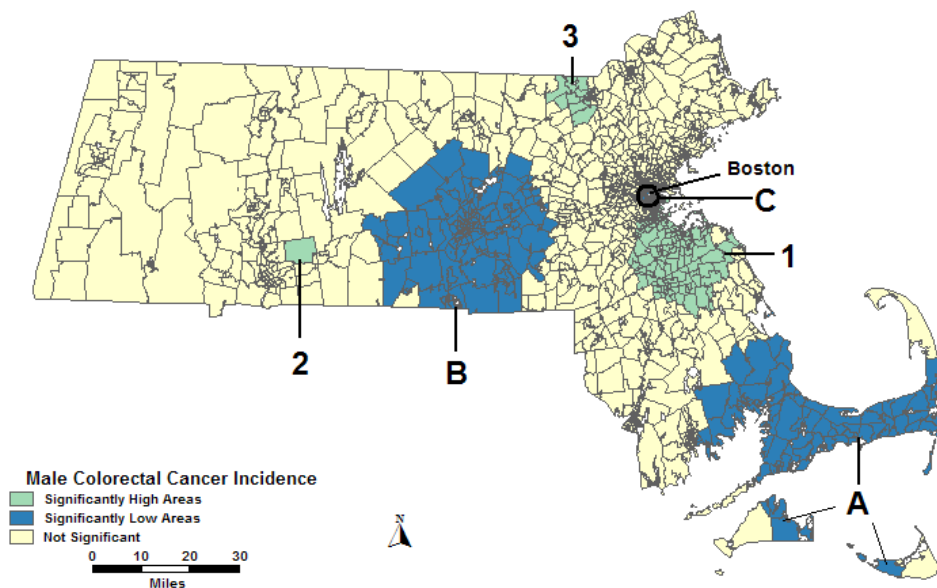 3
Boston
C
1
2
B
A
Male Colorectal Cancer Incidence
Significantly High Areas
Significantly Low Areas
Not Significant
N
0 10 20 30
Miles